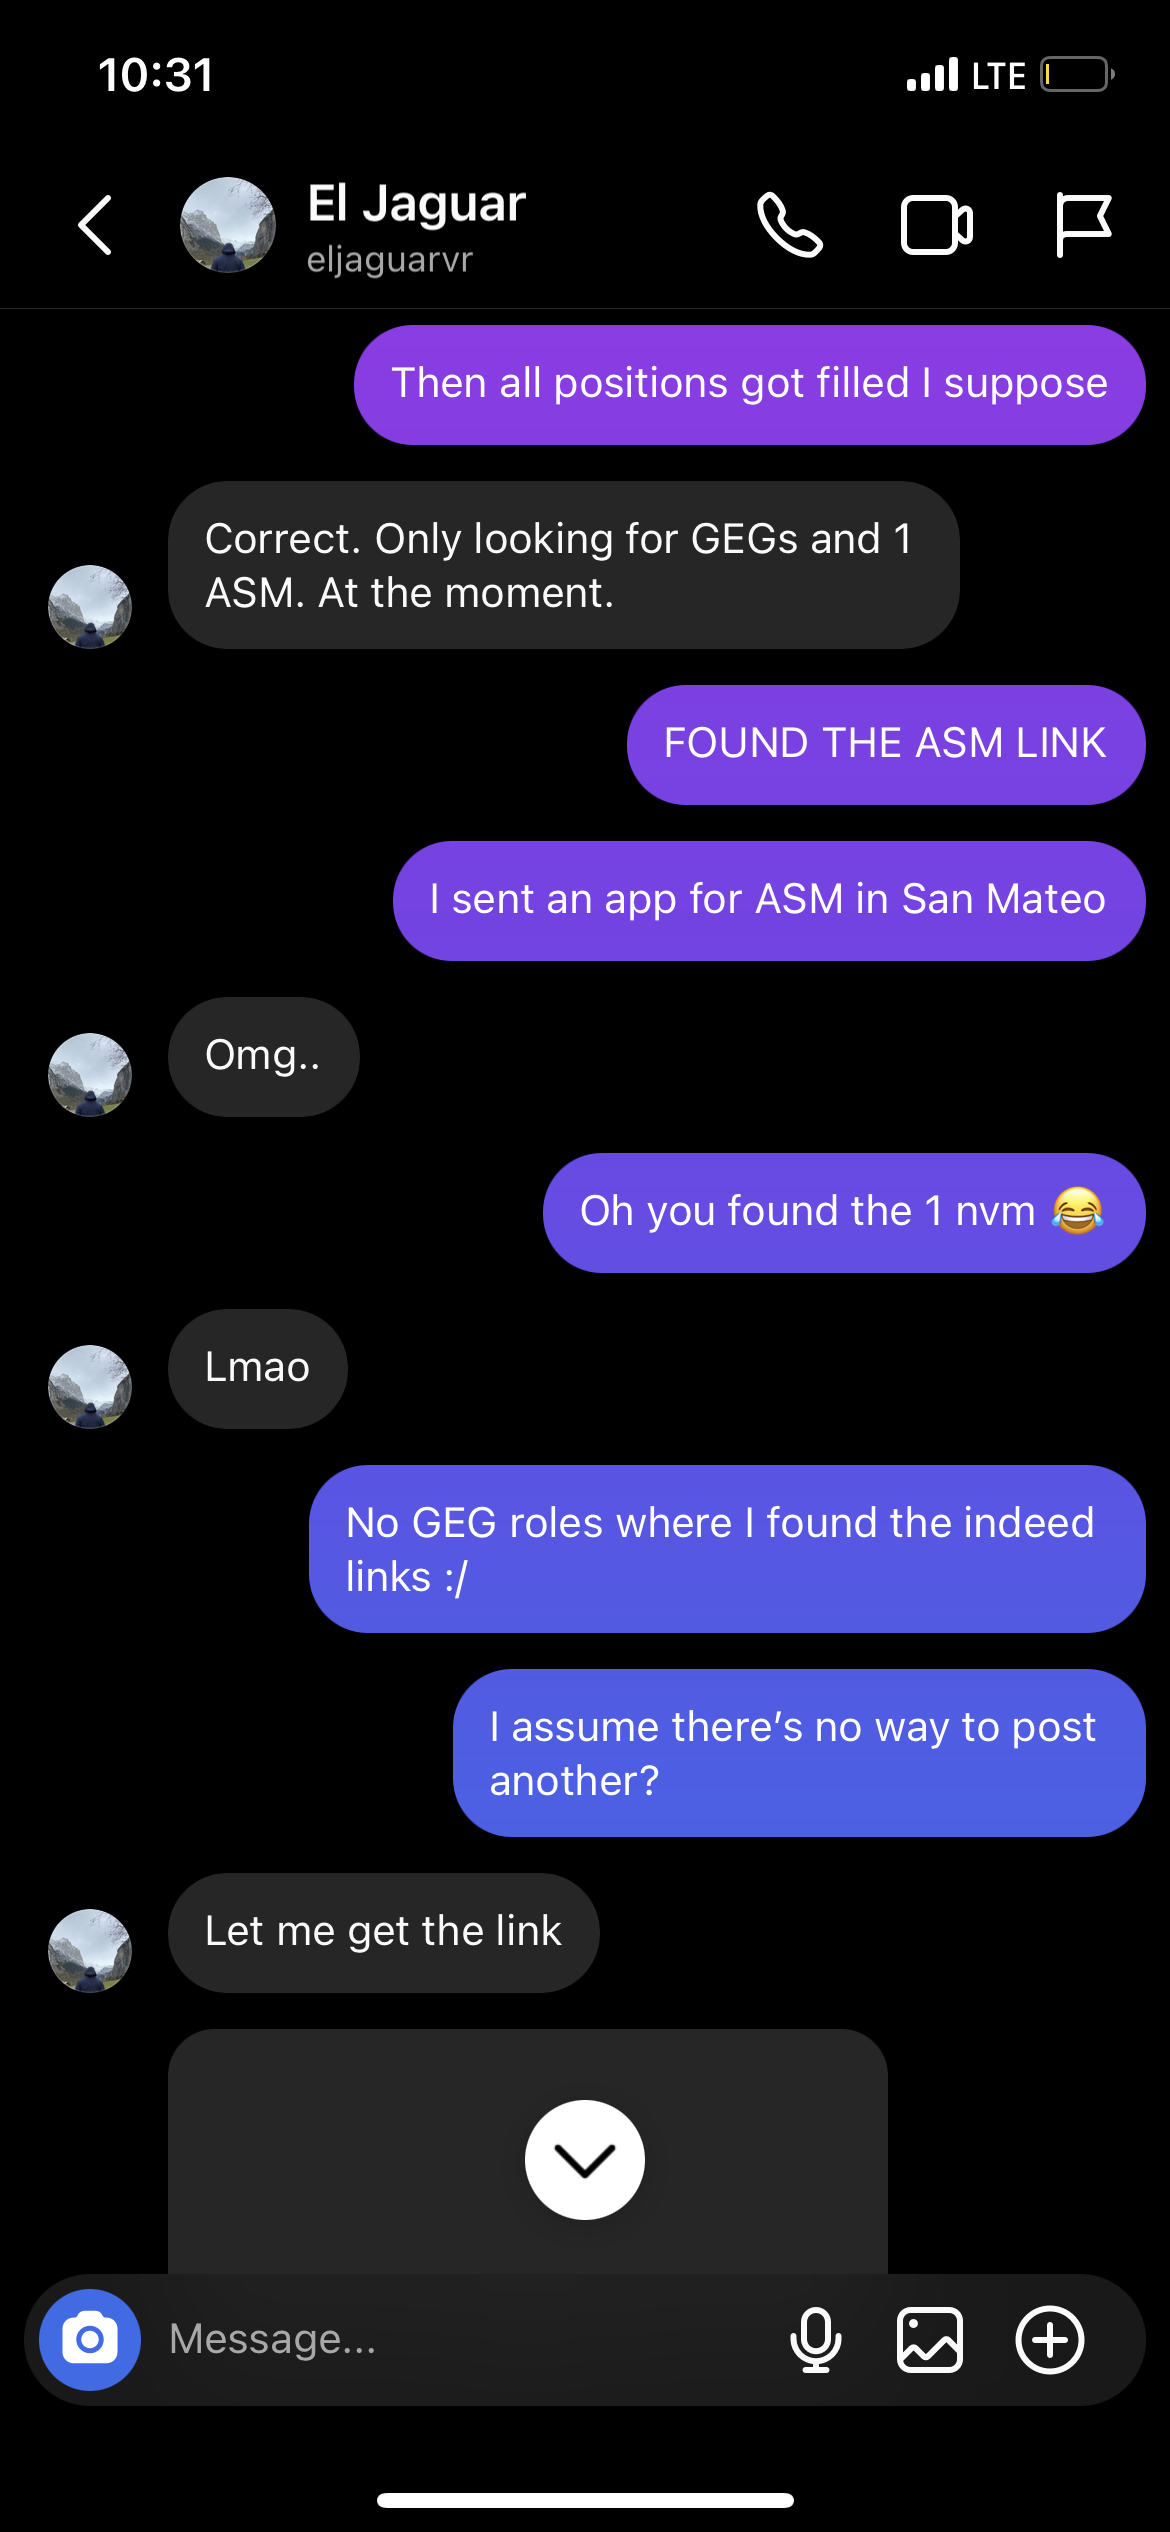 10:31
LTE
El Jaguar
eljaguarvr
Then all positions got filled I suppose
Correct. Only looking for GEGs and 1
ASM. At the moment.
FOUND THE ASM LINK
I sent an app for ASM in San Mateo
Omg..
Oh you found the 1 nvm 😂
Lmao
No GEG roles where I found the indeed
links :/
I assume there's no way to post
another?
Let me get the link
Message...